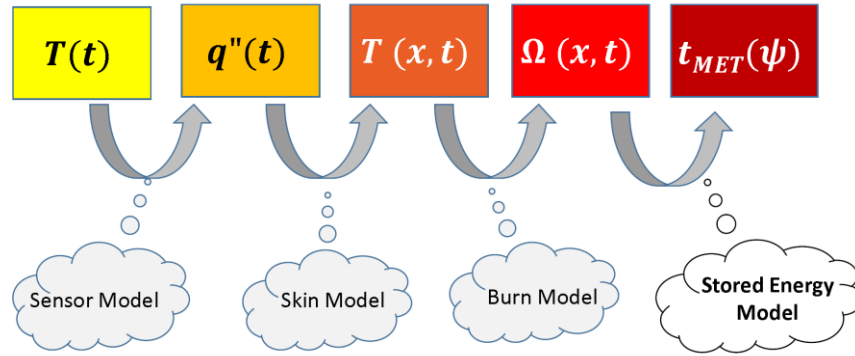 T(t) q"(t) T (x, t) Ω (x, t) t_MET(ψ)
Sensor Model Skin Model Burn Model Stored Energy
Model